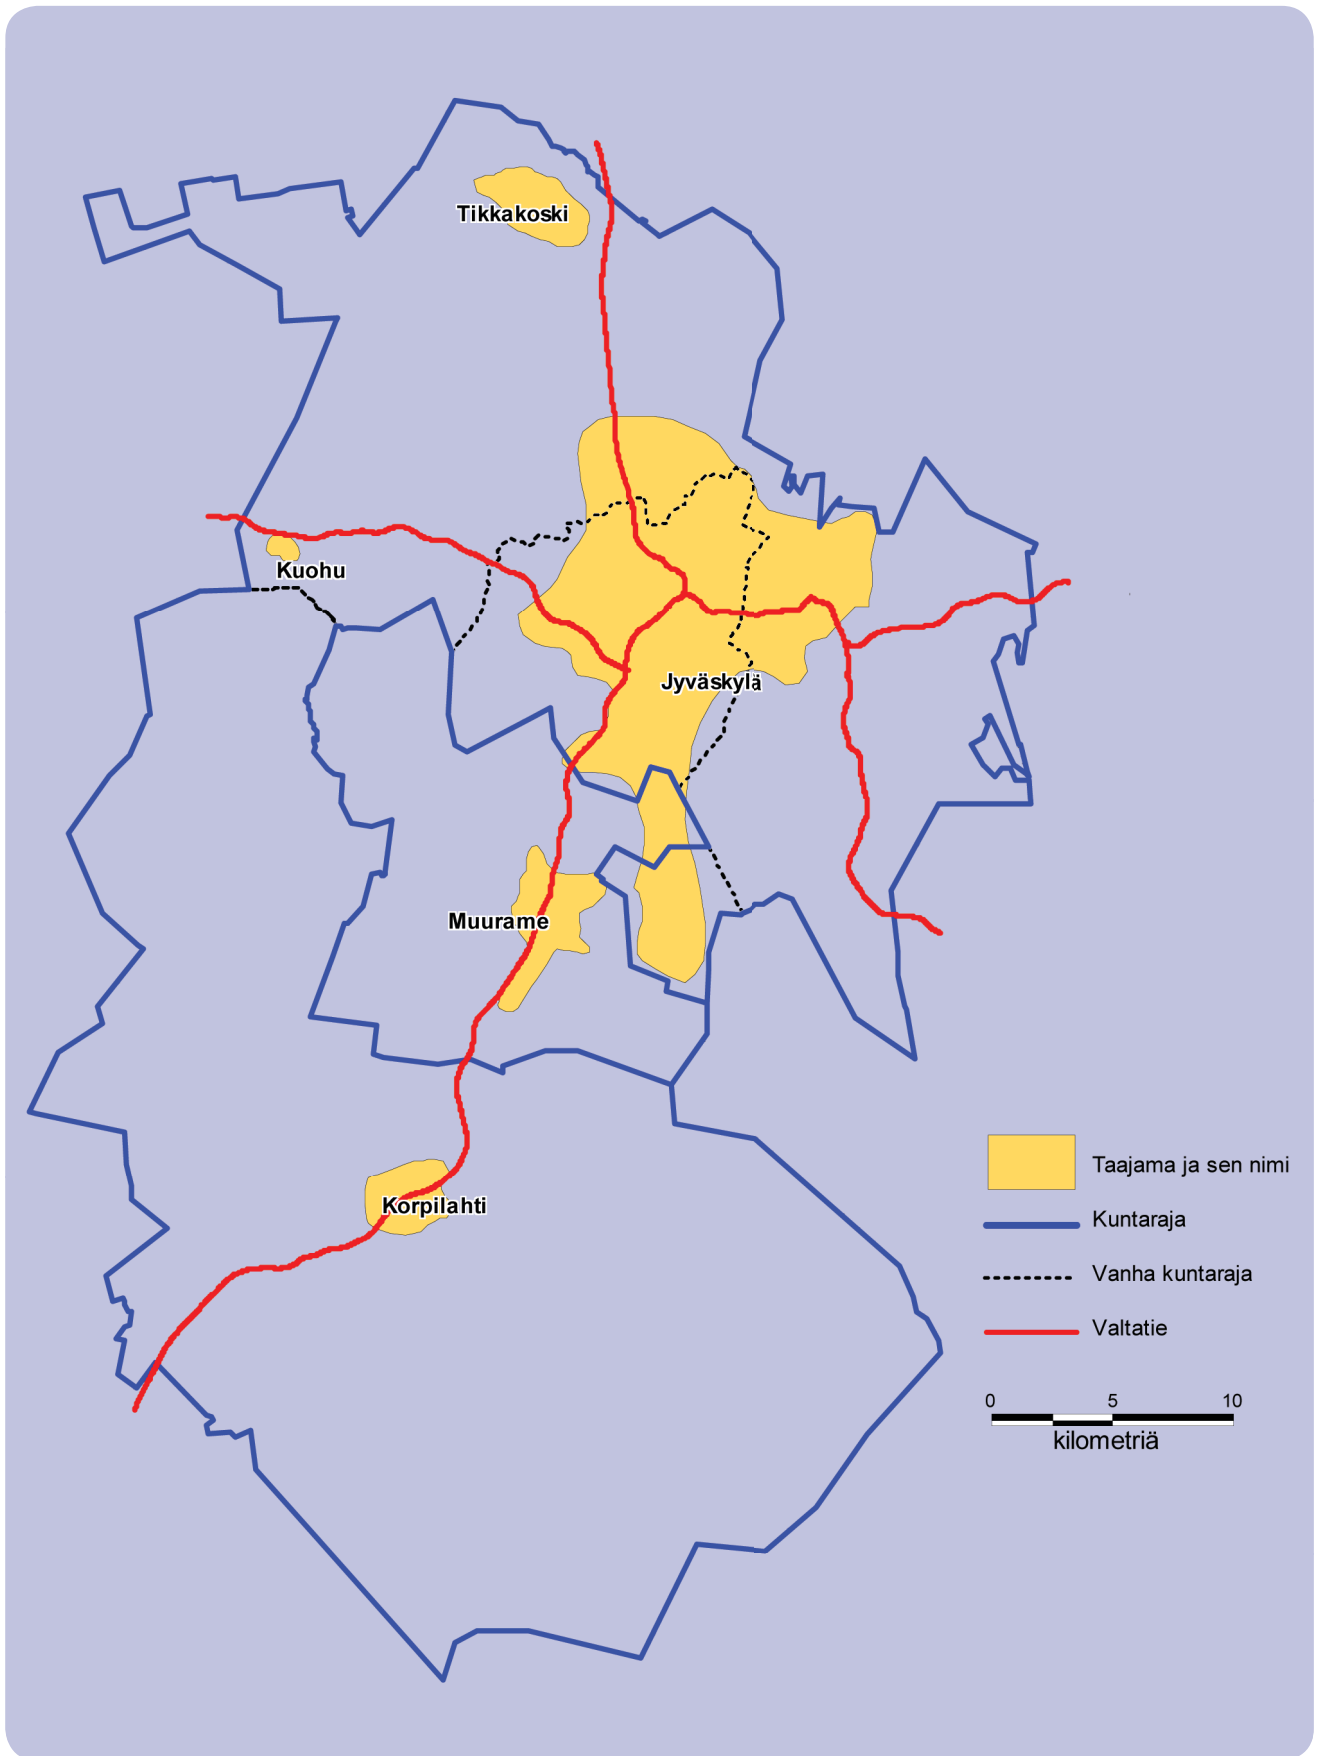 Tikkakoski
Kuohu
Jyväskylä
Muurame
Korpilahti
Taajama ja sen nimi
Kuntaraja
Vanha kuntaraja
Valtatie
0 5 10
kilometriä